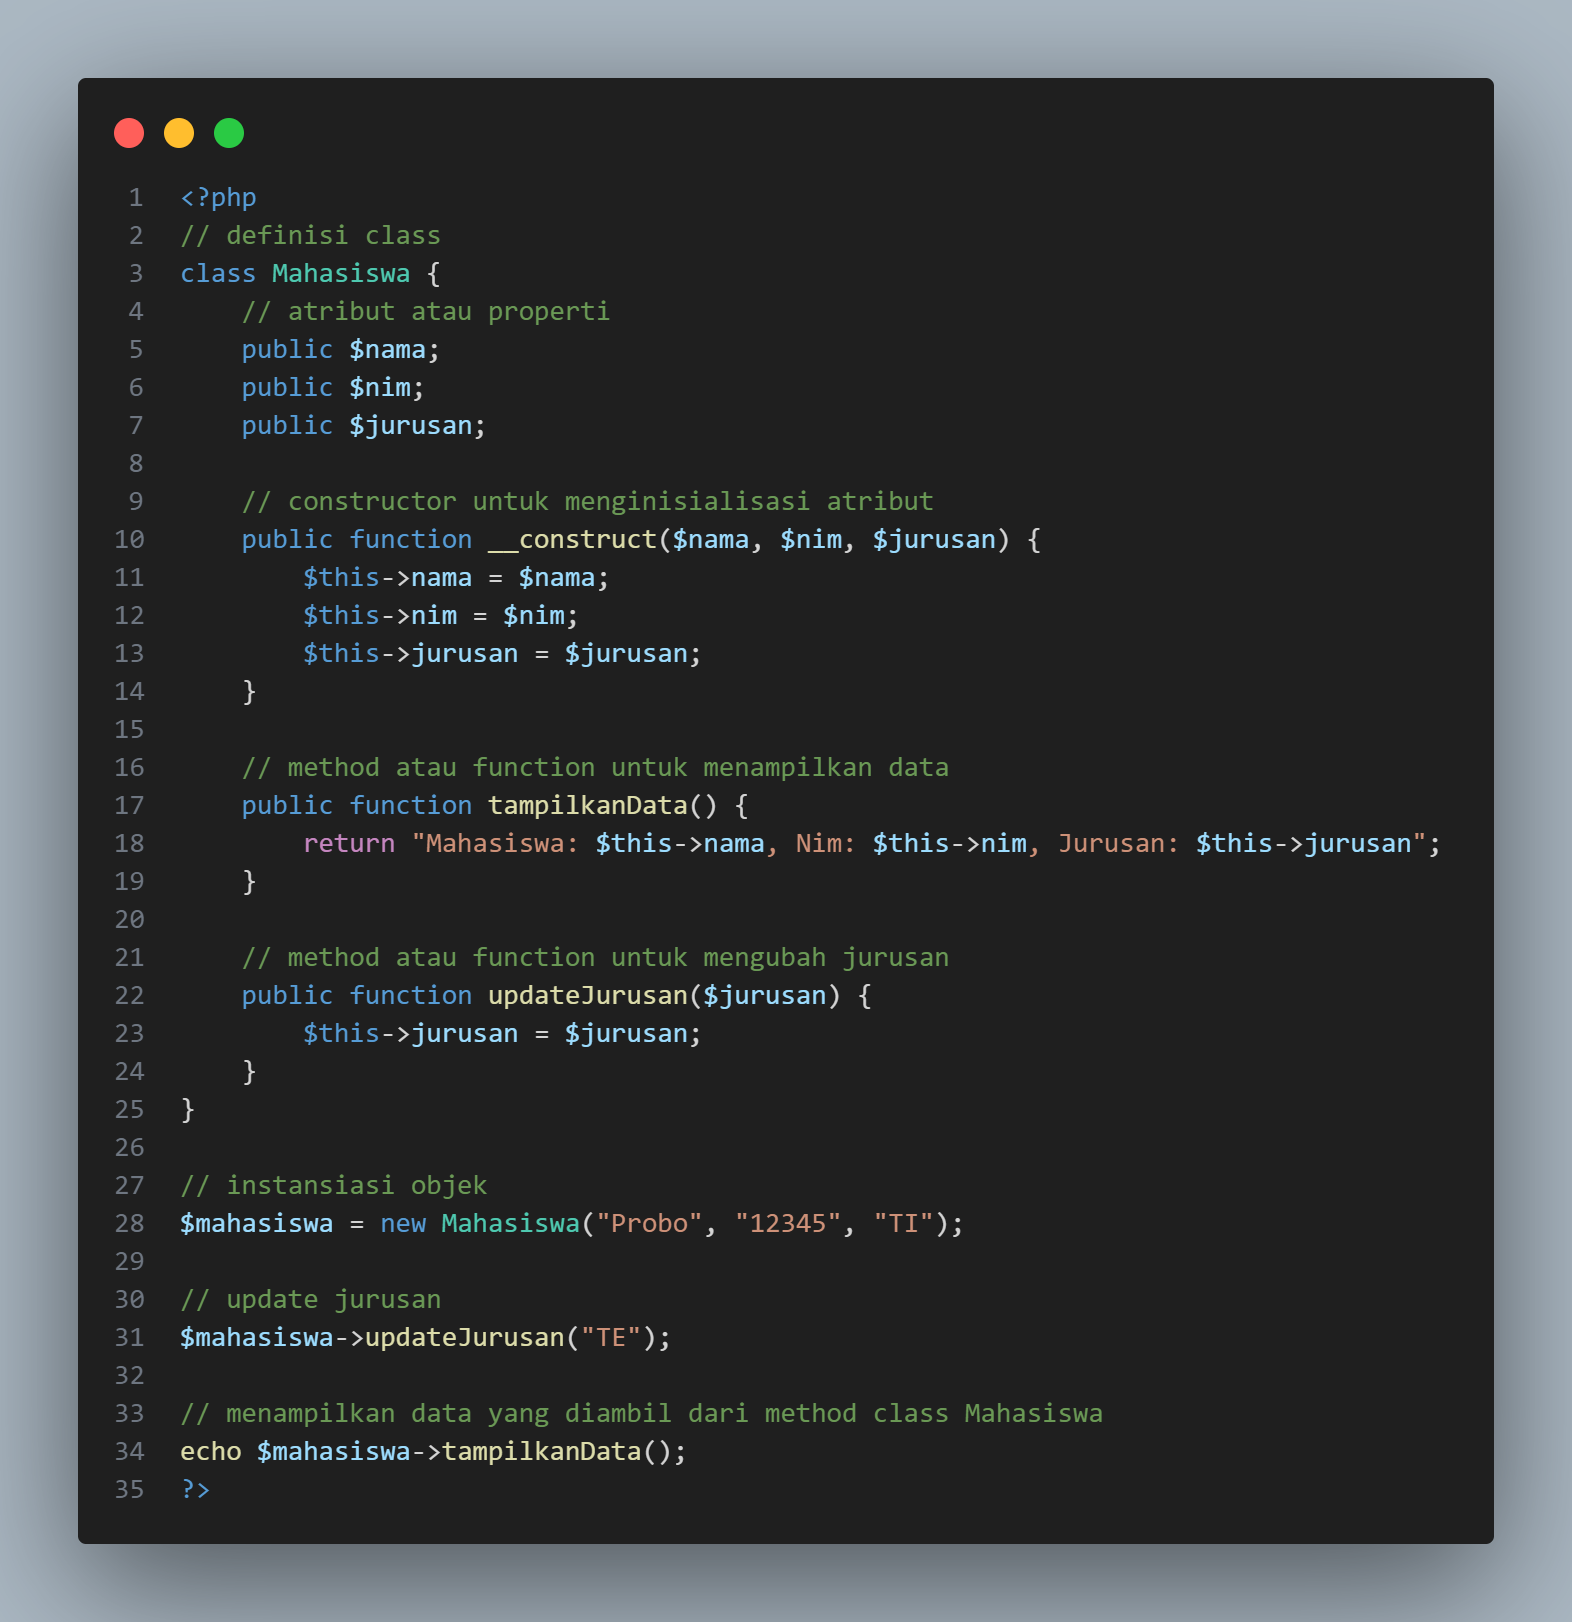 1 <?php
2 // definisi class
3 class Mahasiswa {
4     // atribut atau properti
5     public $nama;
6     public $nim;
7     public $jurusan;
8
9     // constructor untuk menginisialisasi atribut
10     public function __construct($nama, $nim, $jurusan) {
11         $this->nama = $nama;
12         $this->nim = $nim;
13         $this->jurusan = $jurusan;
14     }
15
16     // method atau function untuk menampilkan data
17     public function tampilkanData() {
18         return "Mahasiswa: $this->nama, Nim: $this->nim, Jurusan: $this->jurusan";
19     }
20
21     // method atau function untuk mengubah jurusan
22     public function updateJurusan($jurusan) {
23         $this->jurusan = $jurusan;
24     }
25 }
26
27 // instansiasi objek
28 $mahasiswa = new Mahasiswa("Probo", "12345", "TI");
29
30 // update jurusan
31 $mahasiswa->updateJurusan("TE");
32
33 // menampilkan data yang diambil dari method class Mahasiswa
34 echo $mahasiswa->tampilkanData();
35 ?>